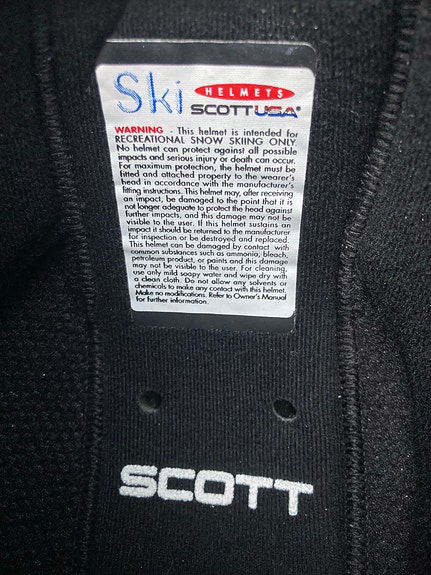 Ski HELMETS
SCOTTUSA®
WARNING - This helmet is intended for
RECREATIONAL SNOW SKIING ONLY.
No helmet can protect against all possible
impacts and serious injury or death can occur.
For maximum protection, the helmet must be
fitted and attached property to the wearer's
head in accordance with the manufacturer's
fitting instructions. This helmet may, after receiving
an impact, be damaged to the point that it is
not longer adequate to protect the head against
further impacts, and this damage may not be
visible to the user. If this helmet sustains an
impact it should be returned to the manufacturer
for inspection or be destroyed and replaced.
This helmet can be damaged by contact with
common substances such as ammonia, bleach,
petroleum product, or paints and this damage
may not be visible to the user. For cleaning,
use only mild soapy water and wipe dry with
a clean cloth. Do not allow any solvents or
chemicals to make any contact with this helmet.
Make no modifications. Refer to Owner's Manual
for further information.
SCOTT